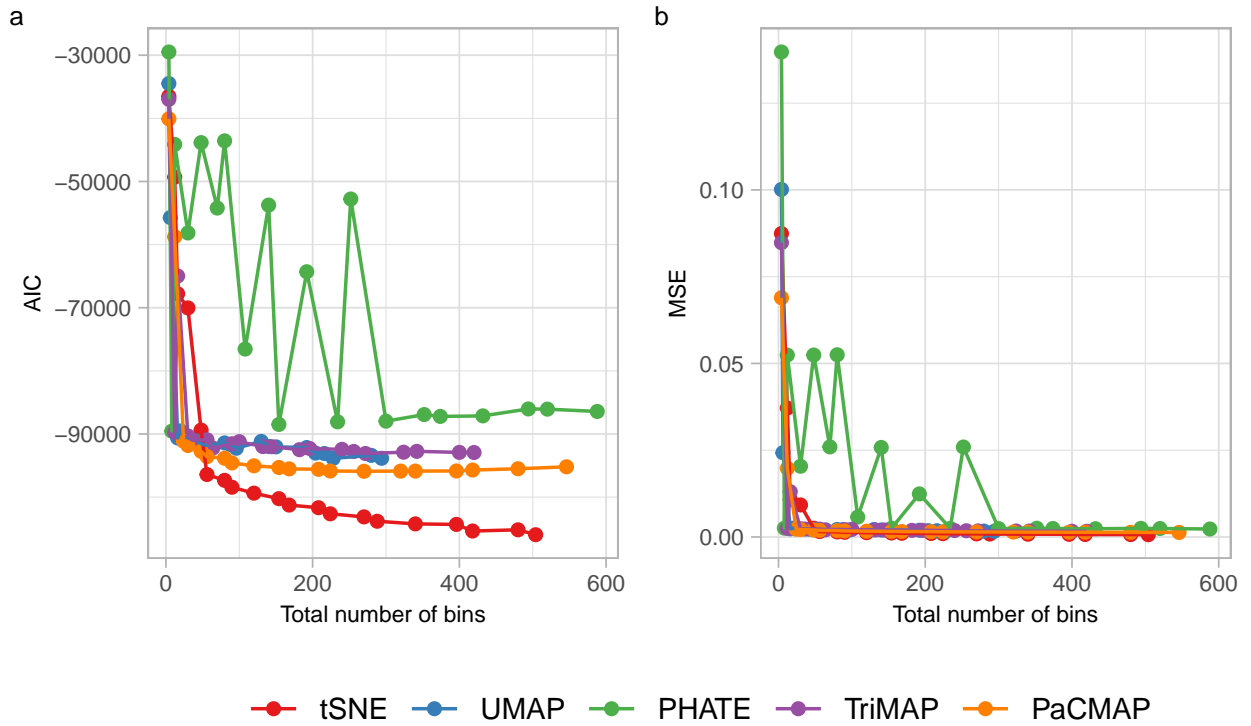 a
AIC
−30000
−50000
−70000
−90000
0
200
400
600
Total number of bins
b
MSE
0.10
0.05
0.00
0
200
400
600
Total number of bins
tSNE
UMAP
PHATE
TriMAP
PaCMAP